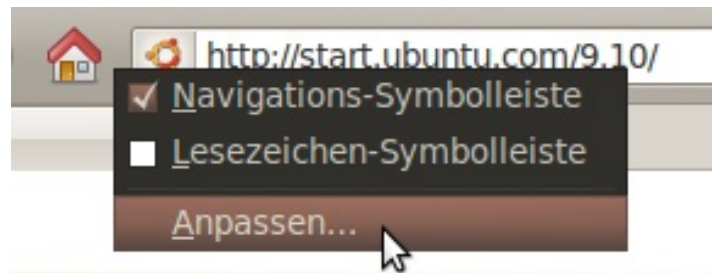 http://start.ubuntu.com/9.10/
Navigations-Symbolleiste
Lesezeichen-Symbolleiste
Anpassen...